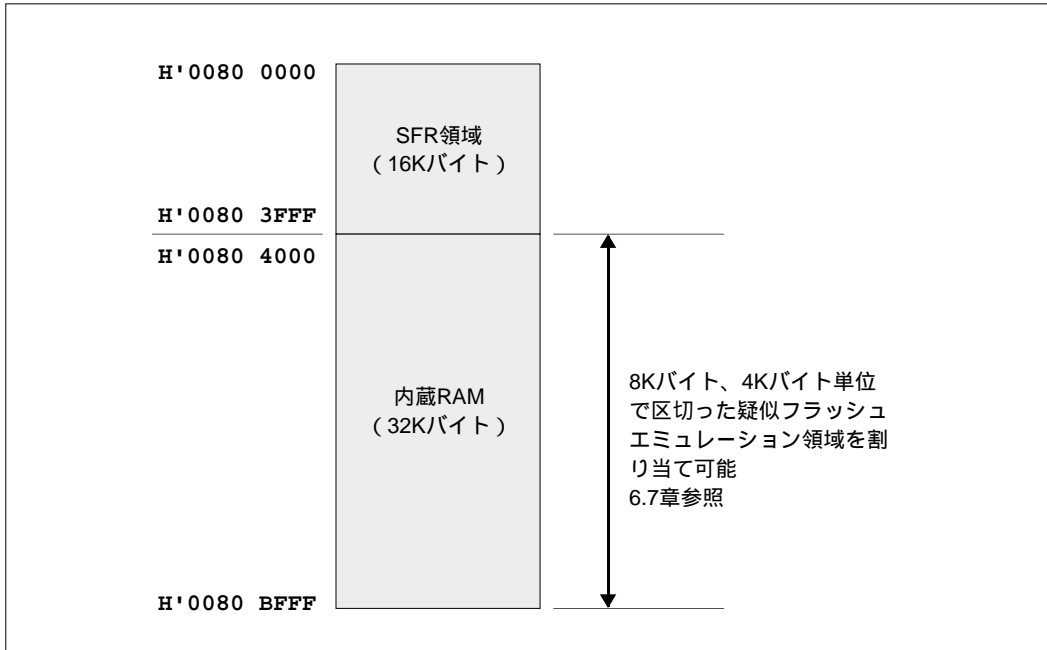 H'0080 0000
SFR領域
（16Kバイト）
H'0080 3FFF
H'0080 4000
内蔵RAM
（32Kバイト）
8Kバイト、4Kバイト単位
で区切った疑似フラッシュ
エミュレーション領域を割
り当て可能
6.7章参照
H'0080 BFFF